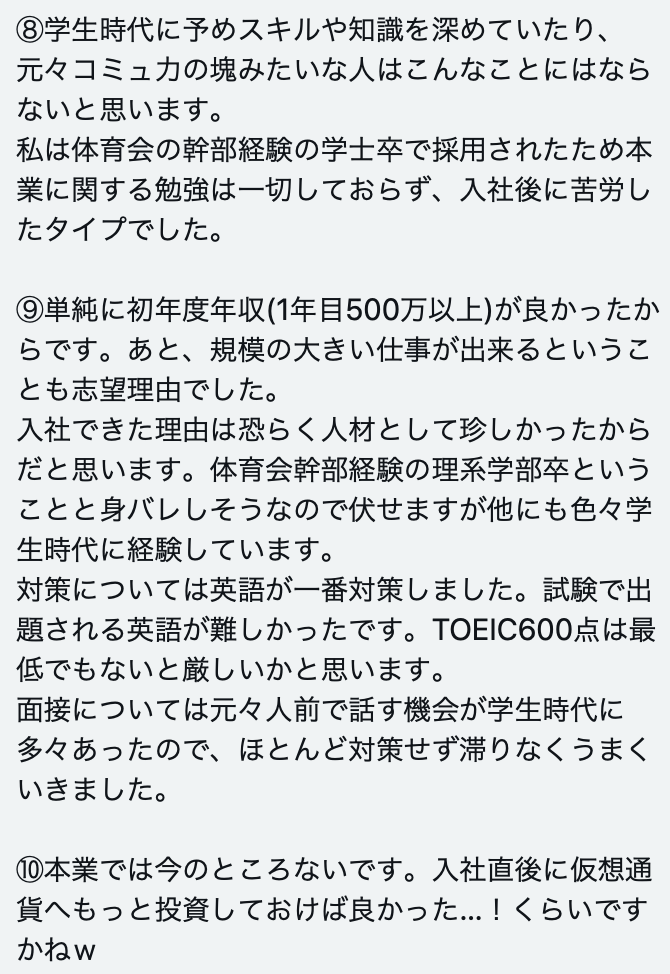 ⑧学生時代に予めスキルや知識を深めていたり、
元々コミュ力の塊みたいな人はこんなことにはなら
ないと思います。
私は体育会の幹部経験の学士卒で採用されたため本
業に関する勉強は一切しておらず、入社後に苦労し
たタイプでした。
⑨単純に初年度年収(1年目500万以上)が良かったか
らです。あと、規模の大きい仕事が出来るというこ
とも志望理由でした。
入社できた理由は恐らく人材として珍しかったから
だと思います。体育会幹部経験の理系学部卒という
ことと身バレしそうなので伏せますが他にも色々学
生時代に経験しています。
対策については英語が一番対策しました。試験で出
題される英語が難しかったです。TOEIC600点は最
低でもないと厳しいかと思います。
面接については元々人前で話す機会が学生時代に
多々あったので、ほとんど対策せず滞りなくうまく
いきました。
⑩本業では今のところないです。入社直後に仮想通
貨へもっと投資しておけば良かった...！くらいです
かねｗ